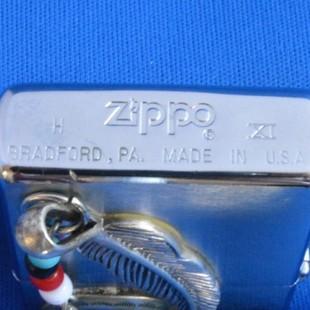 H zippo® XI
BRADFORD, PA. MADE IN U.S.A